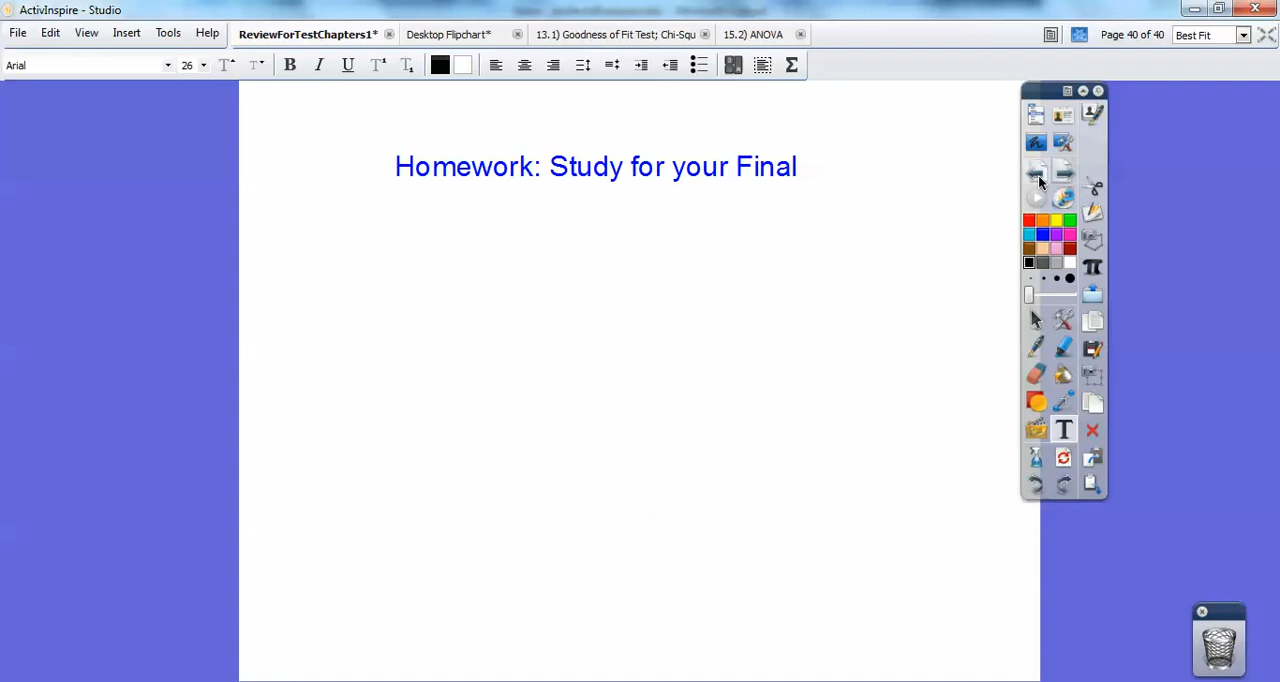 ActivInspire - Studio
File Edit View Insert Tools Help ReviewForTestChapters1* Desktop Flipchart* 13.1) Goodness of Fit Test; Chi-Squ 15.2) ANOVA Page 40 of 40 Best Fit
Arial 26 B I U T T Σ
Homework: Study for your Final
T